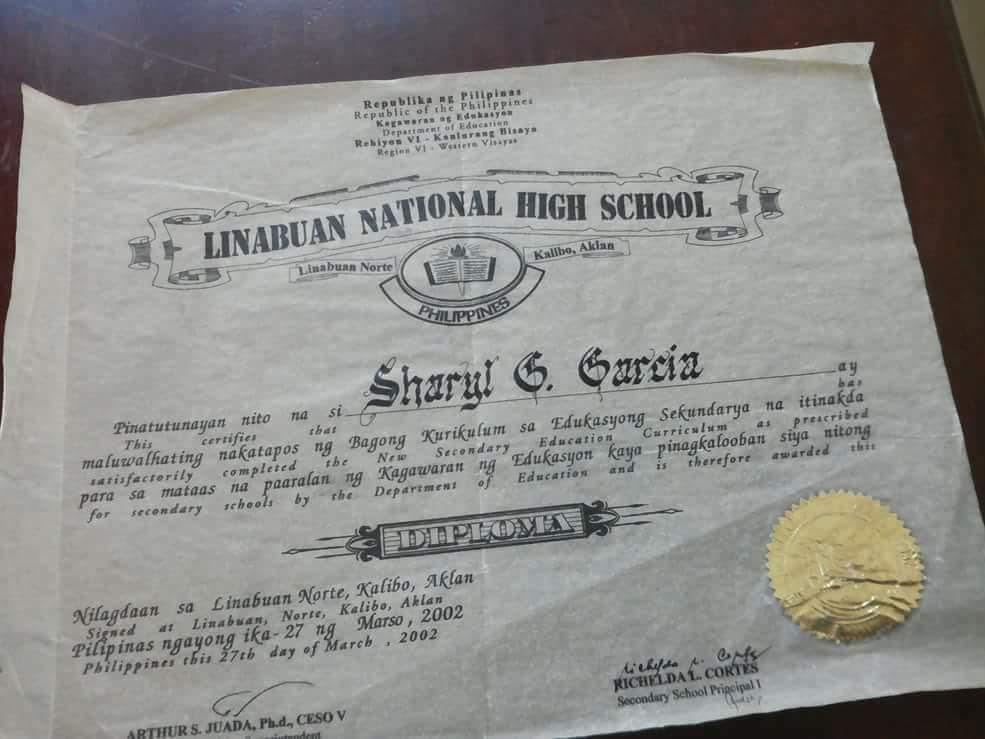 Republika ng Pilipinas
Republic of the Philippines
Kagawaran ng Edukasyon
Department of Education
Rehiyon VI - Kanlurang Bisaya
Region VI - Western Visayas
LINABUAN NATIONAL HIGH SCHOOL
Linabuan Norte Kalibo, Aklan
PHILIPPINES
Pinatutunayan nito na si Sharyl G. Garcia ay
This certifies that has
maluwalhating nakatapos ng Bagong Kurikulum sa Edukasyong Sekundarya na itinakda
satisfactorily completed the New Secondary Education Curriculum as prescribed
para sa mataas na paaralan ng Kagawaran ng Edukasyon kaya pinagkalooban siya nitong
for secondary schools by the Department of Education and is therefore awarded this
DIPLOMA
Nilagdaan sa Linabuan Norte, Kalibo, Aklan
Signed at Linabuan, Norte, Kalibo, Aklan
Pilipinas ngayong ika- 27 ng Marso, 2002
Philippines this 27th day of March, 2002
Richelda L. Cortes
RICHELDA L. CORTES
Secondary School Principal I
ARTHUR S. JUADA, Ph.d., CESO V